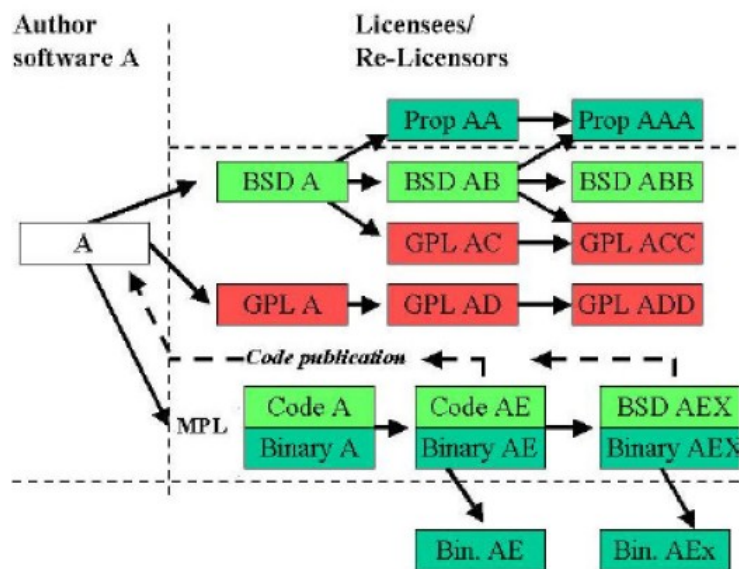 Author
software A
Licensees/
Re-Licensors
Prop AA
Prop AAA
BSD A
BSD AB
BSD ABB
A
GPL AC
GPL ACC
GPL A
GPL AD
GPL ADD
Code publication
MPL
Code A
Code AE
BSD AEX
Binary A
Binary AE
Binary AEX
Bin. AE
Bin. AEx